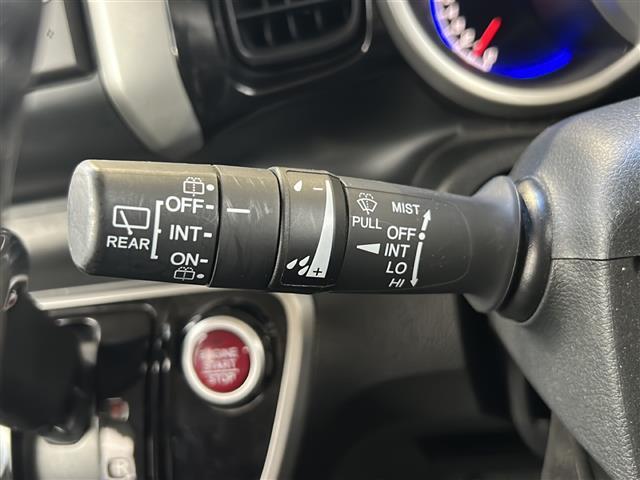 REAR
OFF
INT
ON
- +
PULL
MIST
OFF
INT
LO
HI
ENGINE
START
STOP
R